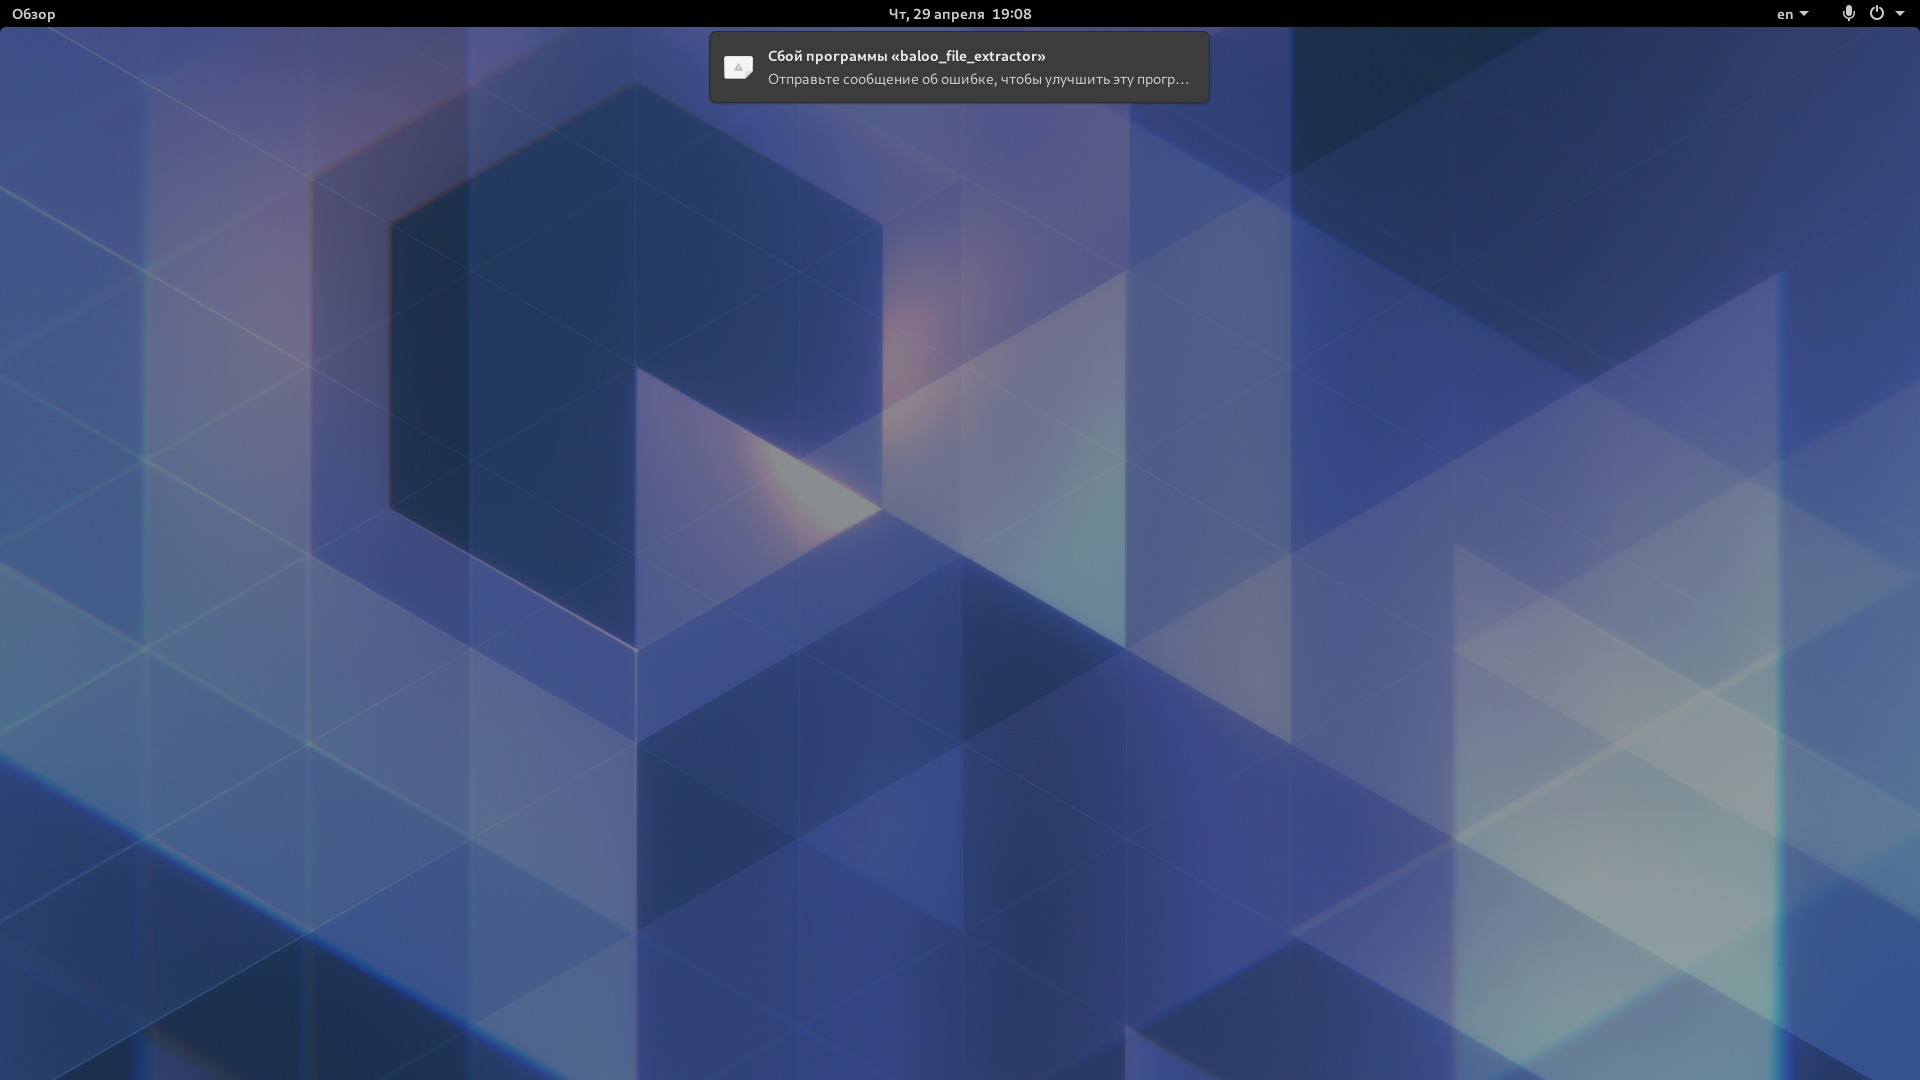 Обзор
Чт, 29 апреля 19:08
en
Сбой программы «baloo_file_extractor»
Отправьте сообщение об ошибке, чтобы улучшить эту прогр…